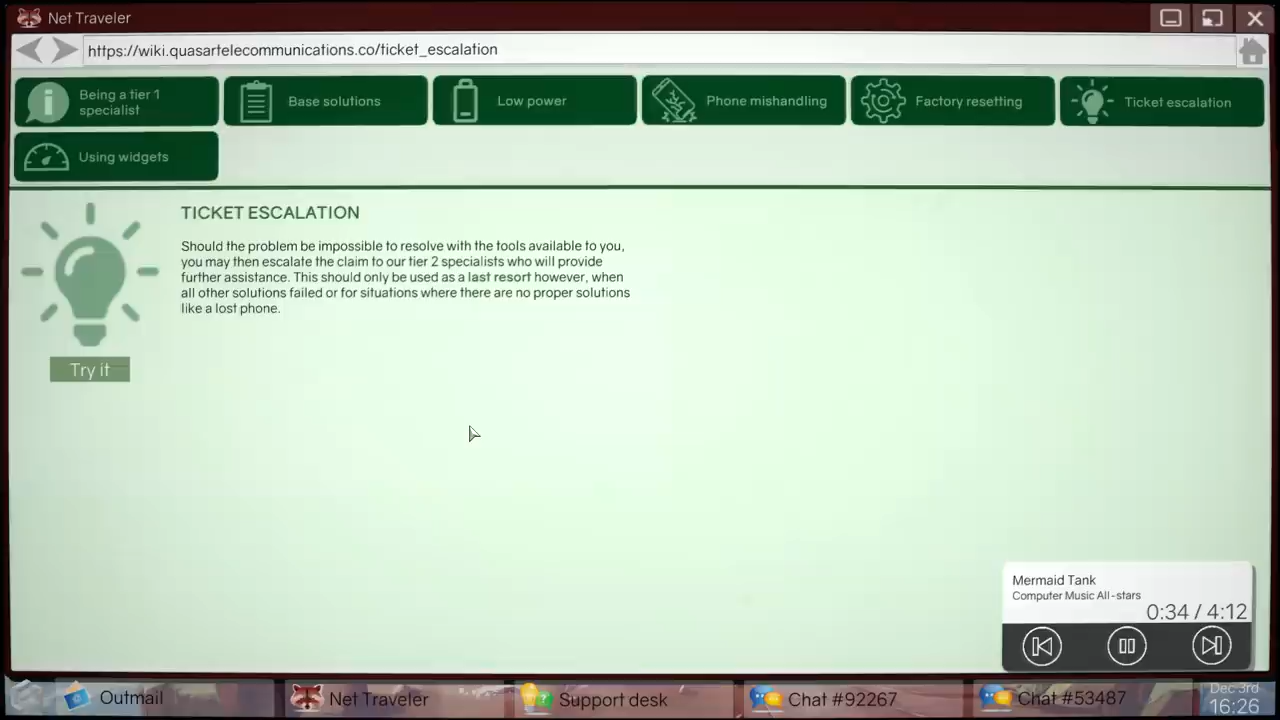 Net Traveler
https://wiki.quasartelecommunications.co/ticket_escalation
Being a tier 1
specialist
Base solutions
Low power
Phone mishandling
Factory resetting
Ticket escalation
Using widgets
TICKET ESCALATION
Should the problem be impossible to resolve with the tools available to you,
you may then escalate the claim to our tier 2 specialists who will provide
further assistance. This should only be used as a last resort however, when
all other solutions failed or for situations where there are no proper solutions
like a lost phone.
Try it
Mermaid Tank
Computer Music All-stars
0:34 / 4:12
Outmail
Net Traveler
Support desk
Chat #92267
Chat #53487
Dec 3rd
16:26